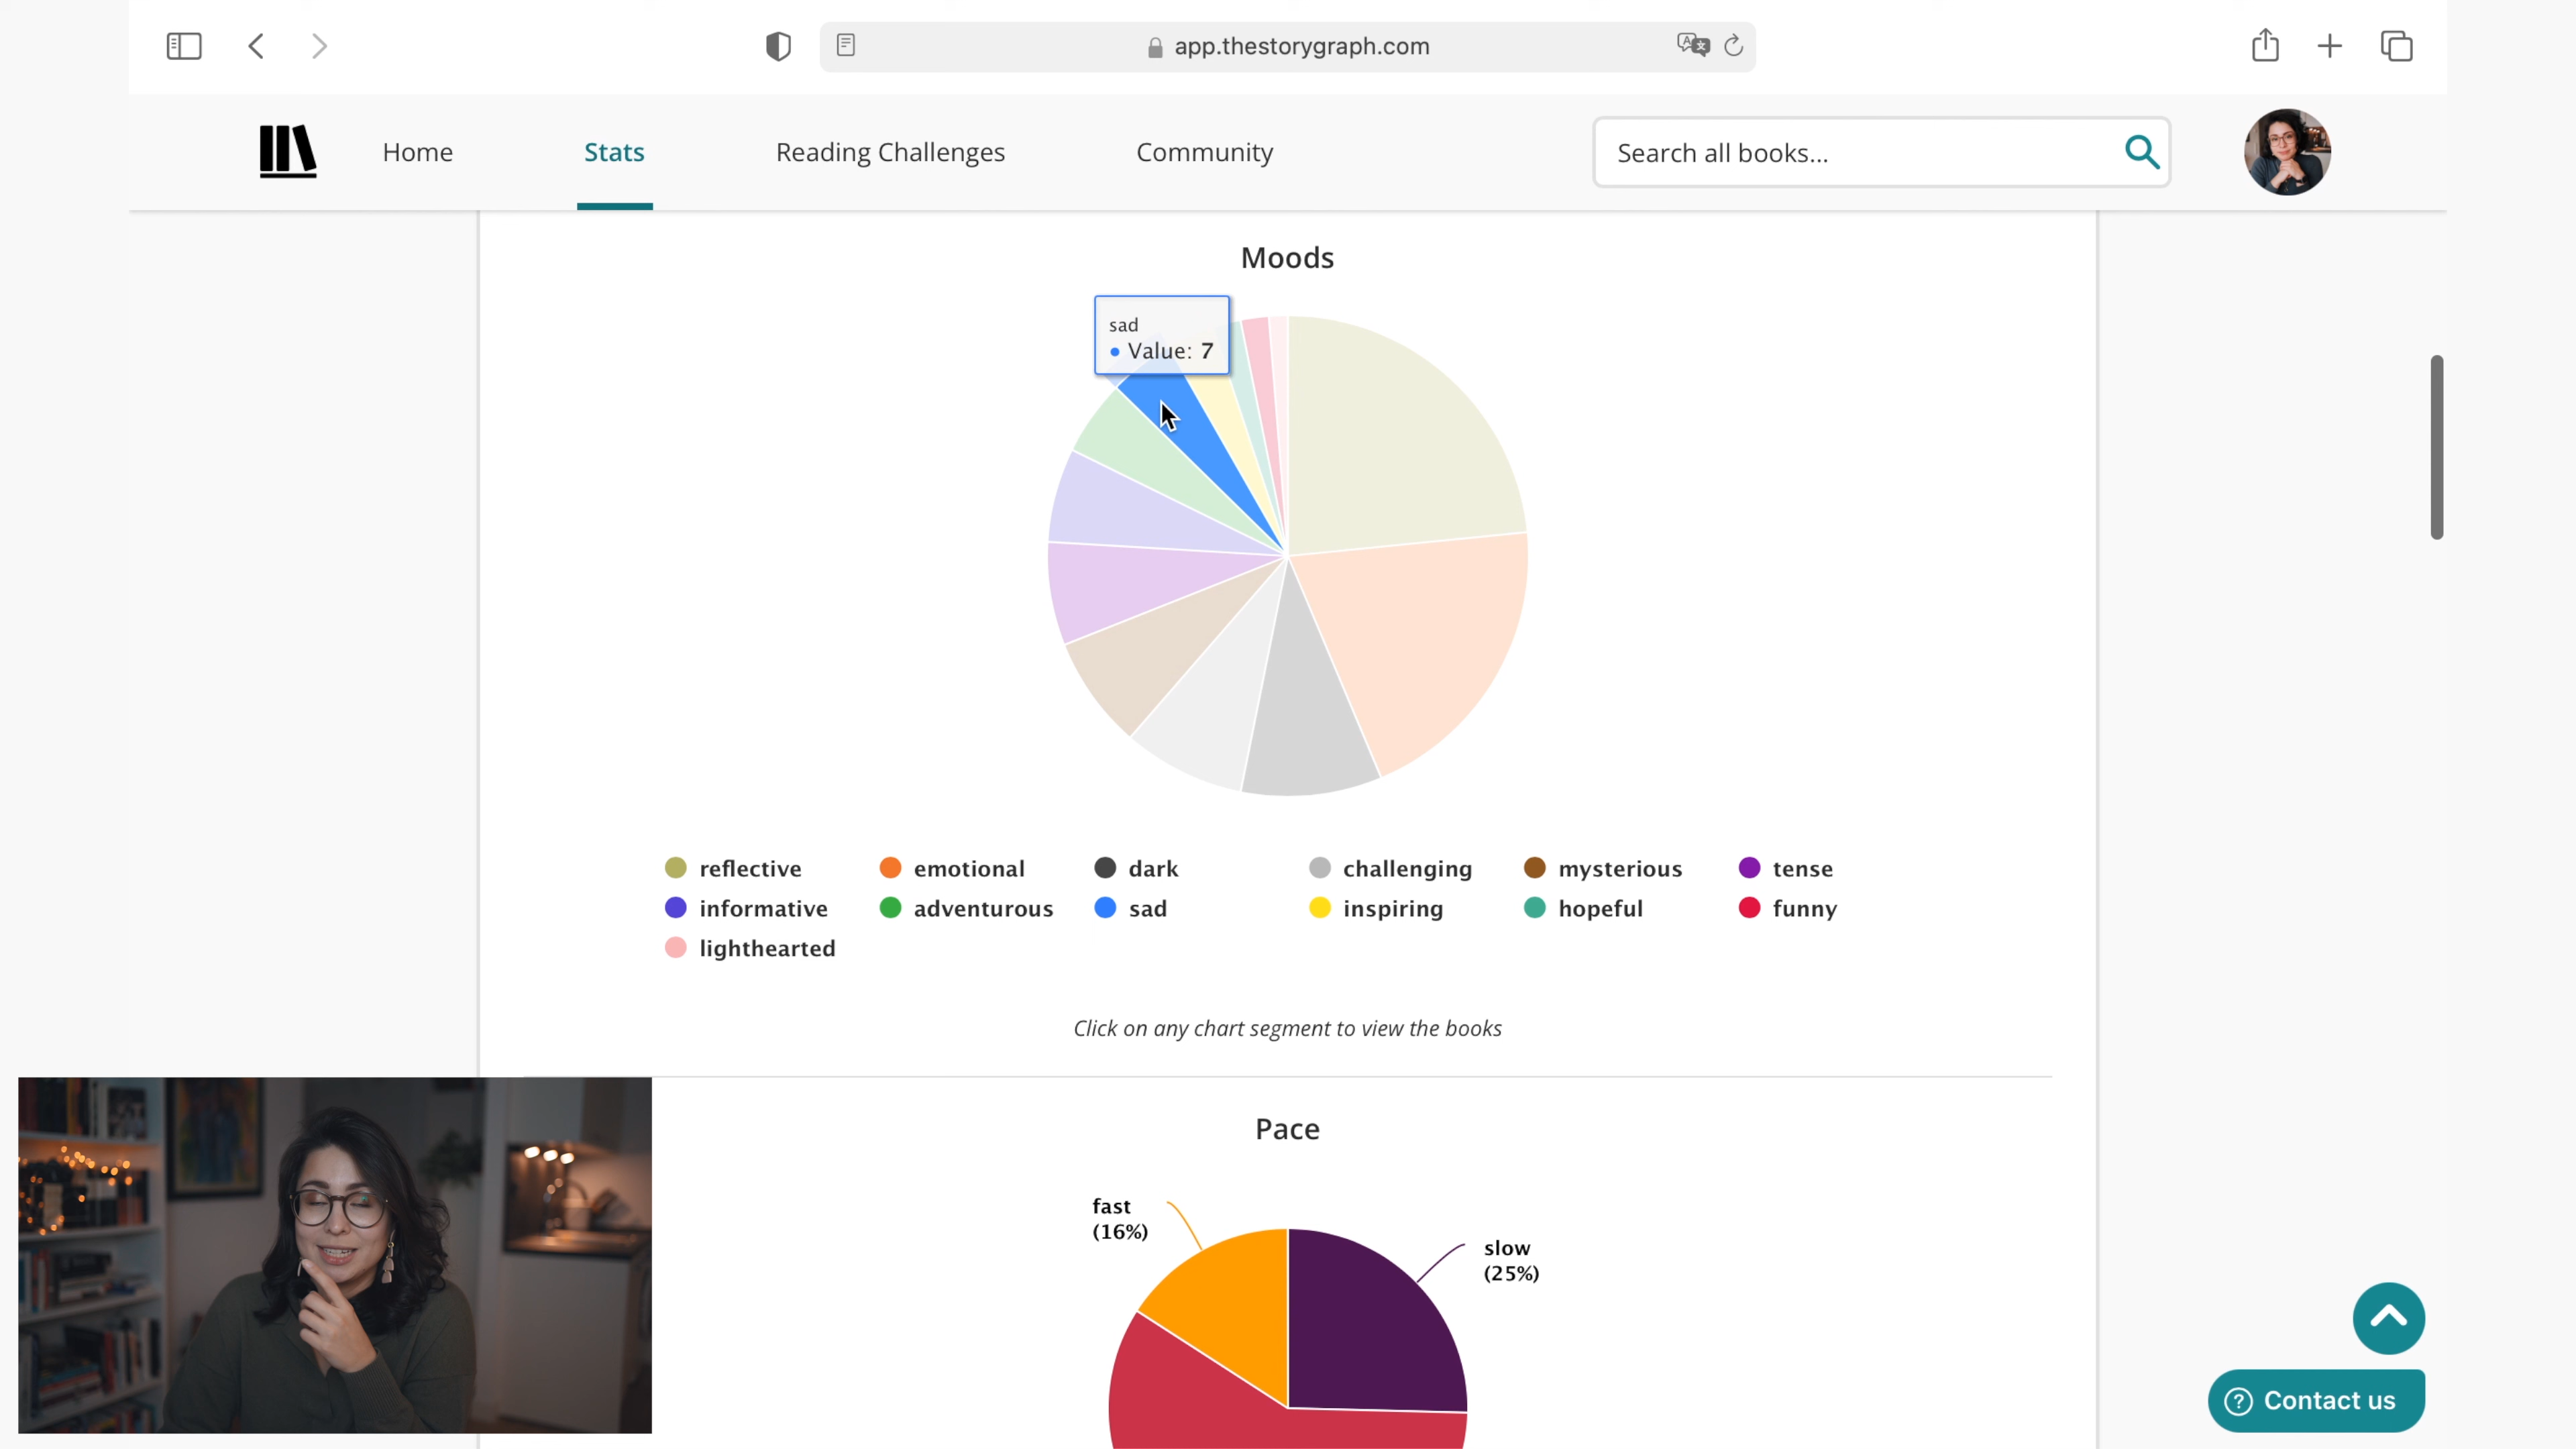 app.thestorygraph.com
Home
Stats
Reading Challenges
Community
Search all books...
Moods
sad
Value: 7
reflective
emotional
dark
challenging
mysterious
tense
informative
adventurous
sad
inspiring
hopeful
funny
lighthearted
Click on any chart segment to view the books
Pace
fast
(16%)
slow
(25%)
Contact us